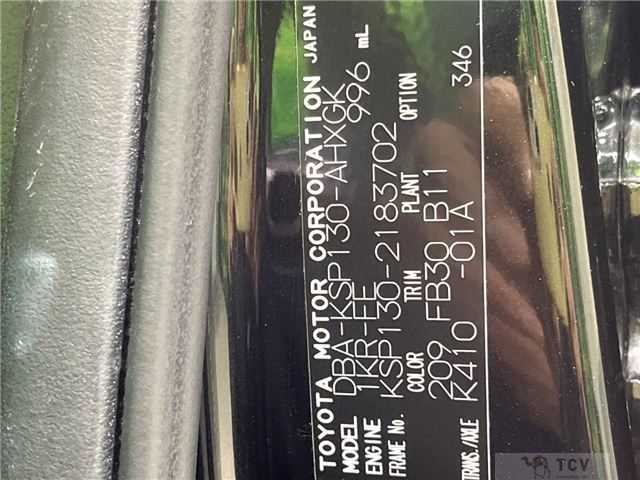 TOYOTA MOTOR CORPORATION JAPAN
MODEL DBA-KSP130-AHXGK
ENGINE 1KR-FE 996 mL
FRAME No. KSP130-2183702
COLOR TRIM PLANT OPTION
209 FB30 B11
TRANS./AXLE K410 -01A 346
TCV